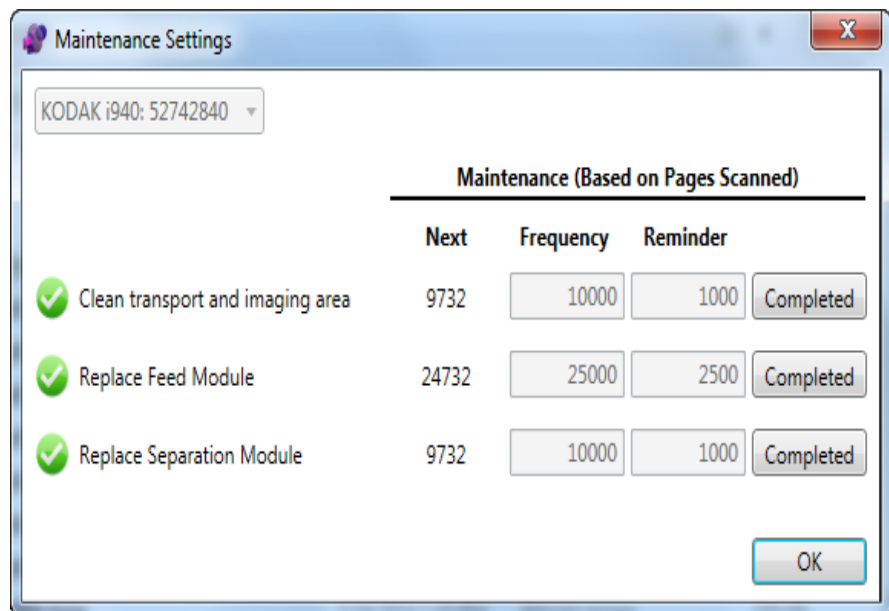 Maintenance Settings
X
KODAK i940: 52742840
Maintenance (Based on Pages Scanned)
Next Frequency Reminder
Clean transport and imaging area 9732 10000 1000 Completed
Replace Feed Module 24732 25000 2500 Completed
Replace Separation Module 9732 10000 1000 Completed
OK